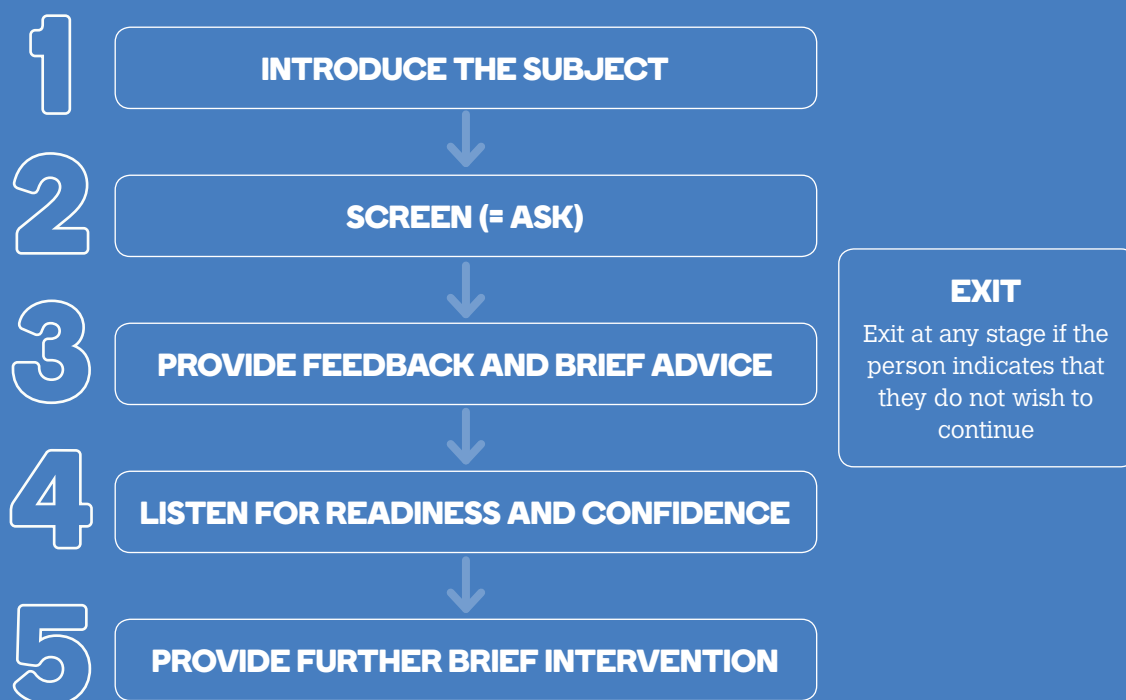 1
INTRODUCE THE SUBJECT
2
SCREEN (= ASK)
3
PROVIDE FEEDBACK AND BRIEF ADVICE
4
LISTEN FOR READINESS AND CONFIDENCE
5
PROVIDE FURTHER BRIEF INTERVENTION
EXIT
Exit at any stage if the
person indicates that
they do not wish to
continue